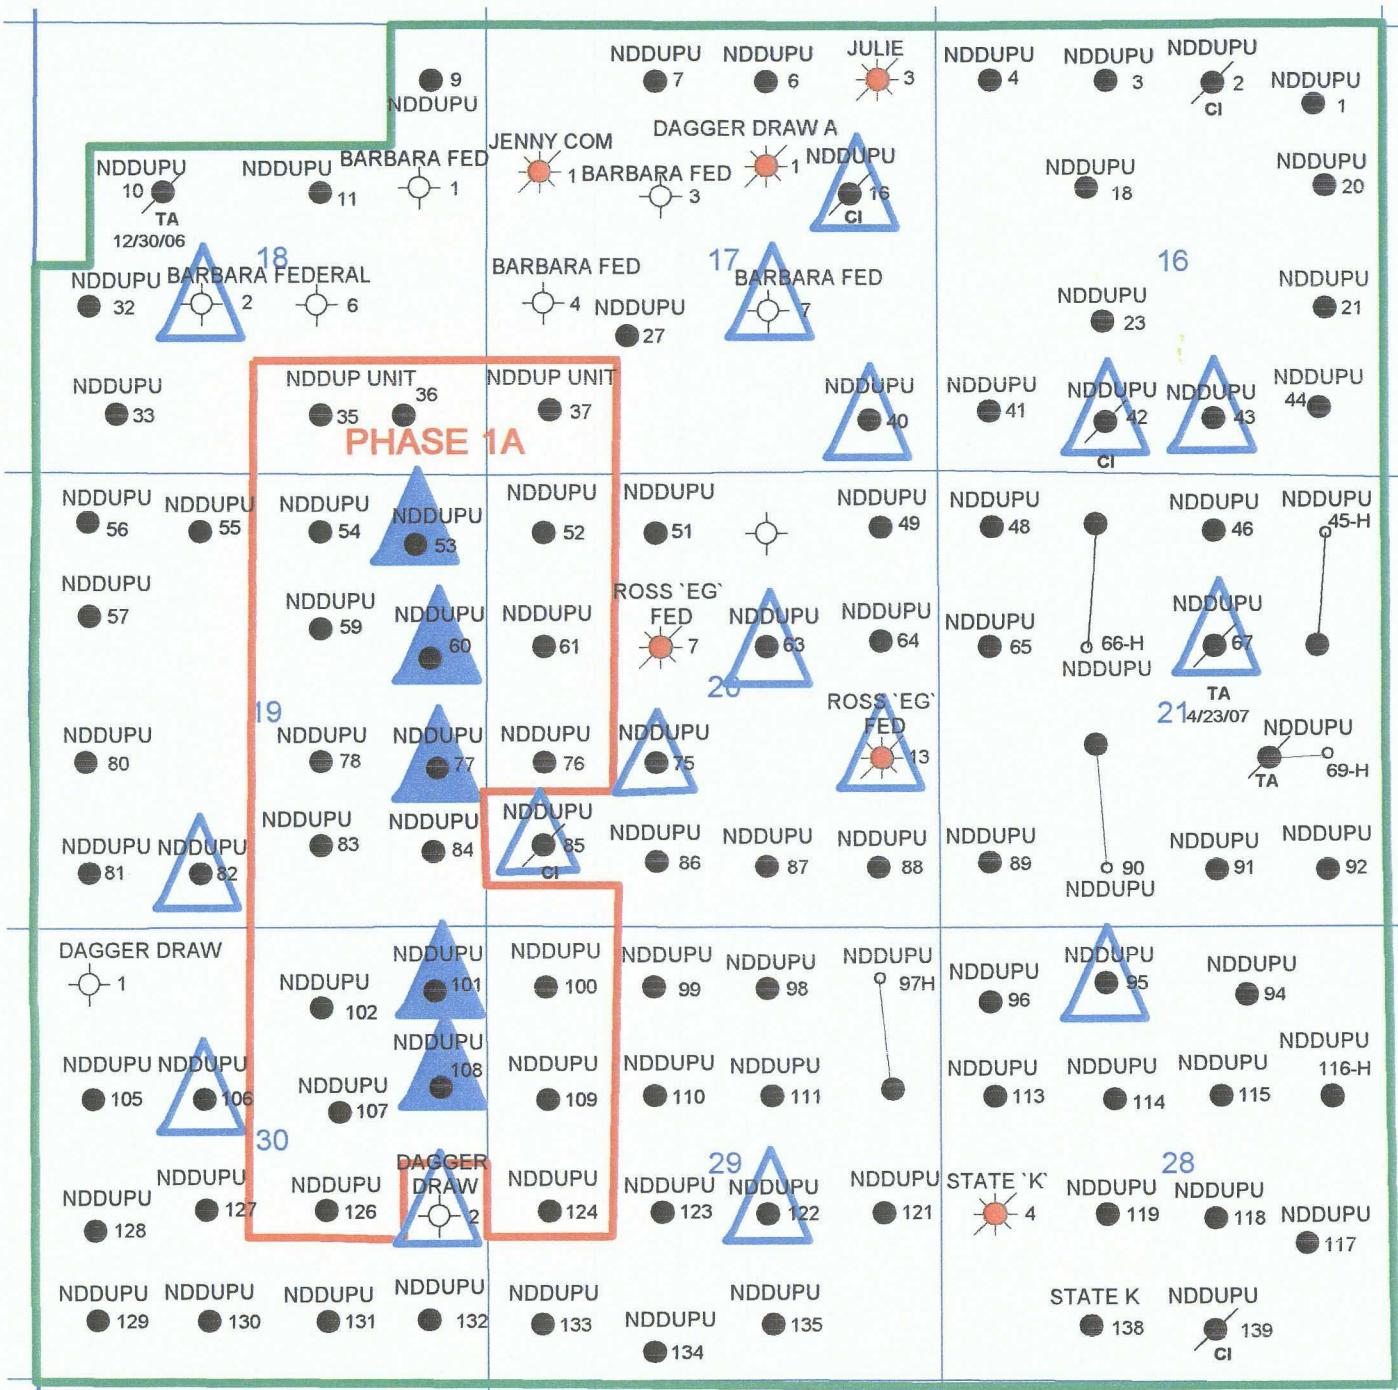 NDDUPU
7
NDDUPU
6
JULIE
3
NDDUPU
4
NDDUPU
3
NDDUPU
2
CI
NDDUPU
1
9
NDDUPU
NDDUPU
10
TA
12/30/06
NDDUPU
11
BARBARA FED
1
JENNY COM
1
BARBARA FED
3
DAGGER DRAW A
1
NDDUPU
16
CI
18
NDDUPU
20
NDDUPU
32
18
BARBARA FEDERAL
2
6
BARBARA FED
4
NDDUPU
27
17
BARBARA FED
7
16
NDDUPU
23
NDDUPU
21
NDDUPU
33
NDDUP UNIT
35
36
NDDUP UNIT
37
PHASE 1A
NDDUPU
40
NDDUPU
41
NDDUPU
42
CI
NDDUPU
43
NDDUPU
44
NDDUPU
56
NDDUPU
55
NDDUPU
54
NDDUPU
53
NDDUPU
52
NDDUPU
51
NDDUPU
49
NDDUPU
48
NDDUPU
46
NDDUPU
45-H
NDDUPU
57
NDDUPU
59
NDDUPU
60
NDDUPU
61
ROSS `EG`
FED
7
NDDUPU
63
NDDUPU
64
NDDUPU
65
66-H
NDDUPU
NDDUPU
67
TA
4/23/07
19
20
21
NDDUPU
80
NDDUPU
78
NDDUPU
77
NDDUPU
76
NDDUPU
75
ROSS `EG`
FED
13
NDDUPU
69-H
TA
NDDUPU
81
NDDUPU
82
NDDUPU
83
NDDUPU
84
NDDUPU
85
CI
NDDUPU
86
NDDUPU
87
NDDUPU
88
NDDUPU
89
90
NDDUPU
NDDUPU
91
NDDUPU
92
DAGGER DRAW
1
NDDUPU
102
NDDUPU
101
NDDUPU
100
NDDUPU
99
NDDUPU
98
NDDUPU
97H
NDDUPU
96
NDDUPU
95
NDDUPU
94
NDDUPU
105
NDDUPU
106
NDDUPU
107
NDDUPU
108
NDDUPU
109
NDDUPU
110
NDDUPU
111
NDDUPU
113
NDDUPU
114
NDDUPU
115
NDDUPU
116-H
30
29
28
NDDUPU
128
NDDUPU
127
NDDUPU
126
DAGGER
DRAW
2
NDDUPU
124
NDDUPU
123
NDDUPU
122
NDDUPU
121
STATE `K`
4
NDDUPU
119
NDDUPU
118
NDDUPU
117
NDDUPU
129
NDDUPU
130
NDDUPU
131
NDDUPU
132
NDDUPU
133
NDDUPU
134
NDDUPU
135
STATE K
138
NDDUPU
139
CI